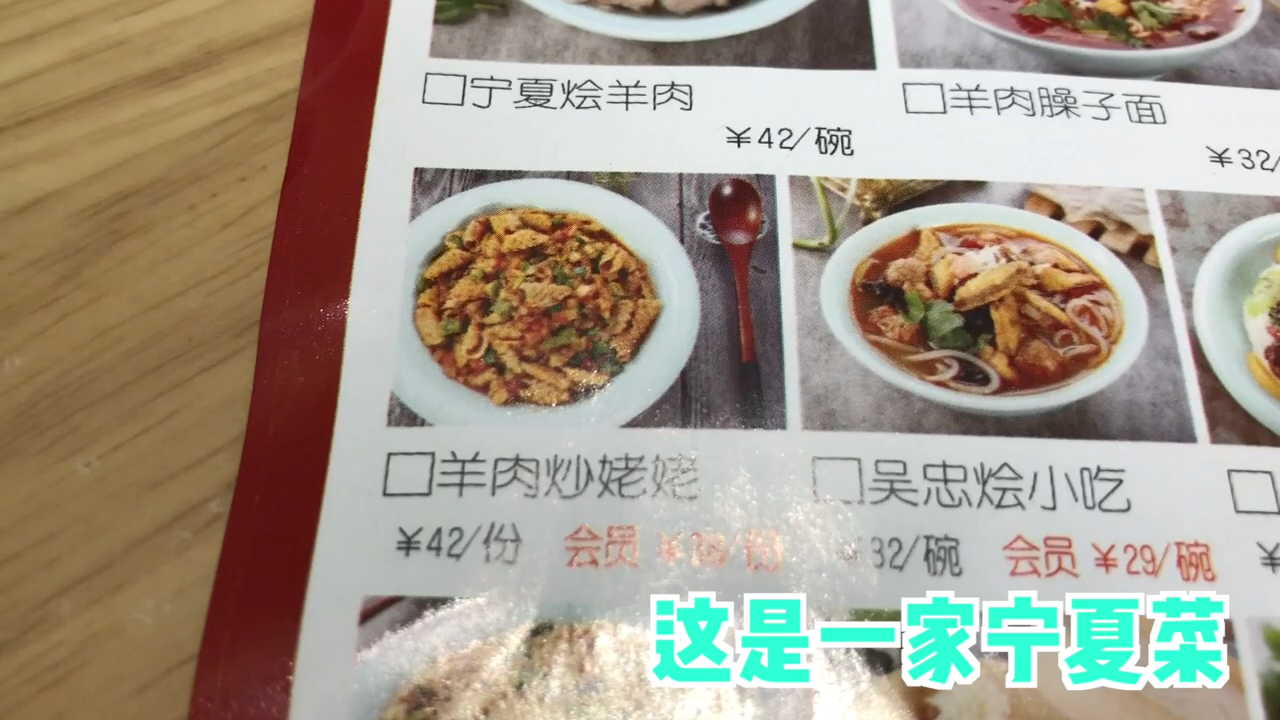 □宁夏烩羊肉
□羊肉臊子面
¥42/碗
¥32/
□羊肉炒姥姥
□吴忠烩小吃
¥42/份 会员
32/碗 会员 ¥29/碗
¥
这是一家宁夏菜